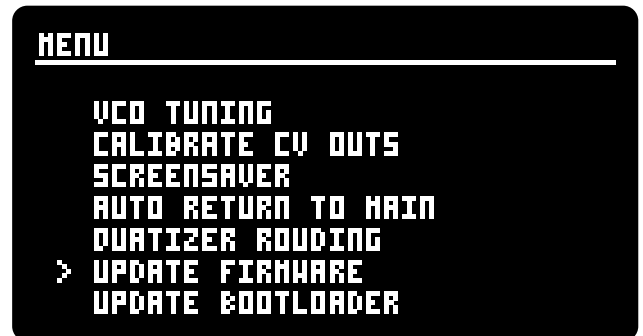 MENU
VCO TUNING
CALIBRATE CV OUTS
SCREENSAVER
AUTO RETURN TO MAIN
QUATIZER ROUDING
> UPDATE FIRMWARE
UPDATE BOOTLOADER